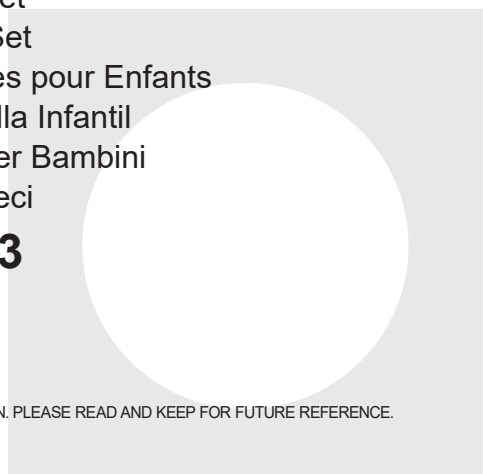 ct
Set
es pour Enfants
lla Infantil
er Bambini
eci
3
N. PLEASE READ AND KEEP FOR FUTURE REFERENCE.